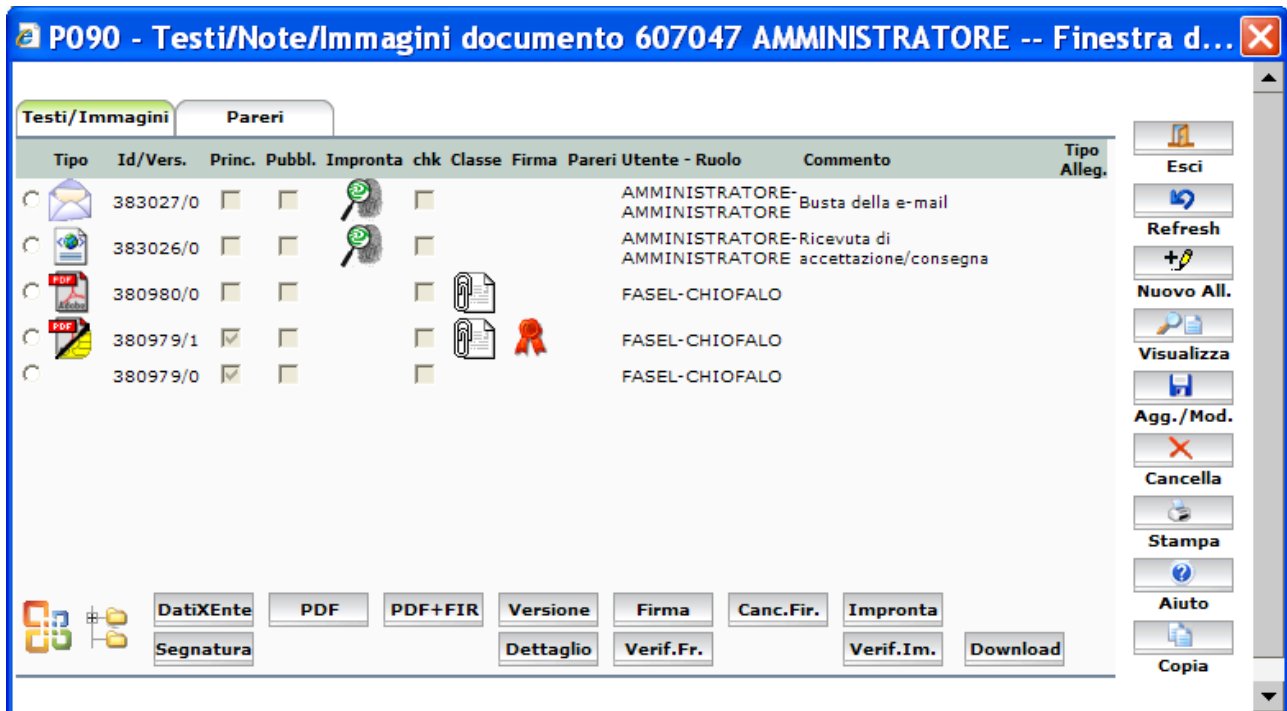 P090 - Testi/Note/Immagini documento 607047 AMMINISTRATORE -- Finestra d...
Testi/Immagini Pareri
Tipo Id/Vers. Princ. Pubbl. Impronta chk Classe Firma Pareri Utente - Ruolo Commento Tipo Alleg.
383027/0 AMMINISTRATORE-AMMINISTRATORE Busta della e-mail
383026/0 AMMINISTRATORE-AMMINISTRATORE Ricevuta di accettazione/consegna
PDF Adobe 380980/0 FASEL-CHIOFALO
PDF 380979/1 FASEL-CHIOFALO
380979/0 FASEL-CHIOFALO
DatiXEnte PDF PDF+FIR Versione Firma Canc.Fir. Impronta
Segnatura Dettaglio Verif.Fr. Verif.Im. Download
Esci
Refresh
Nuovo All.
Visualizza
Agg./Mod.
Cancella
Stampa
Aiuto
Copia